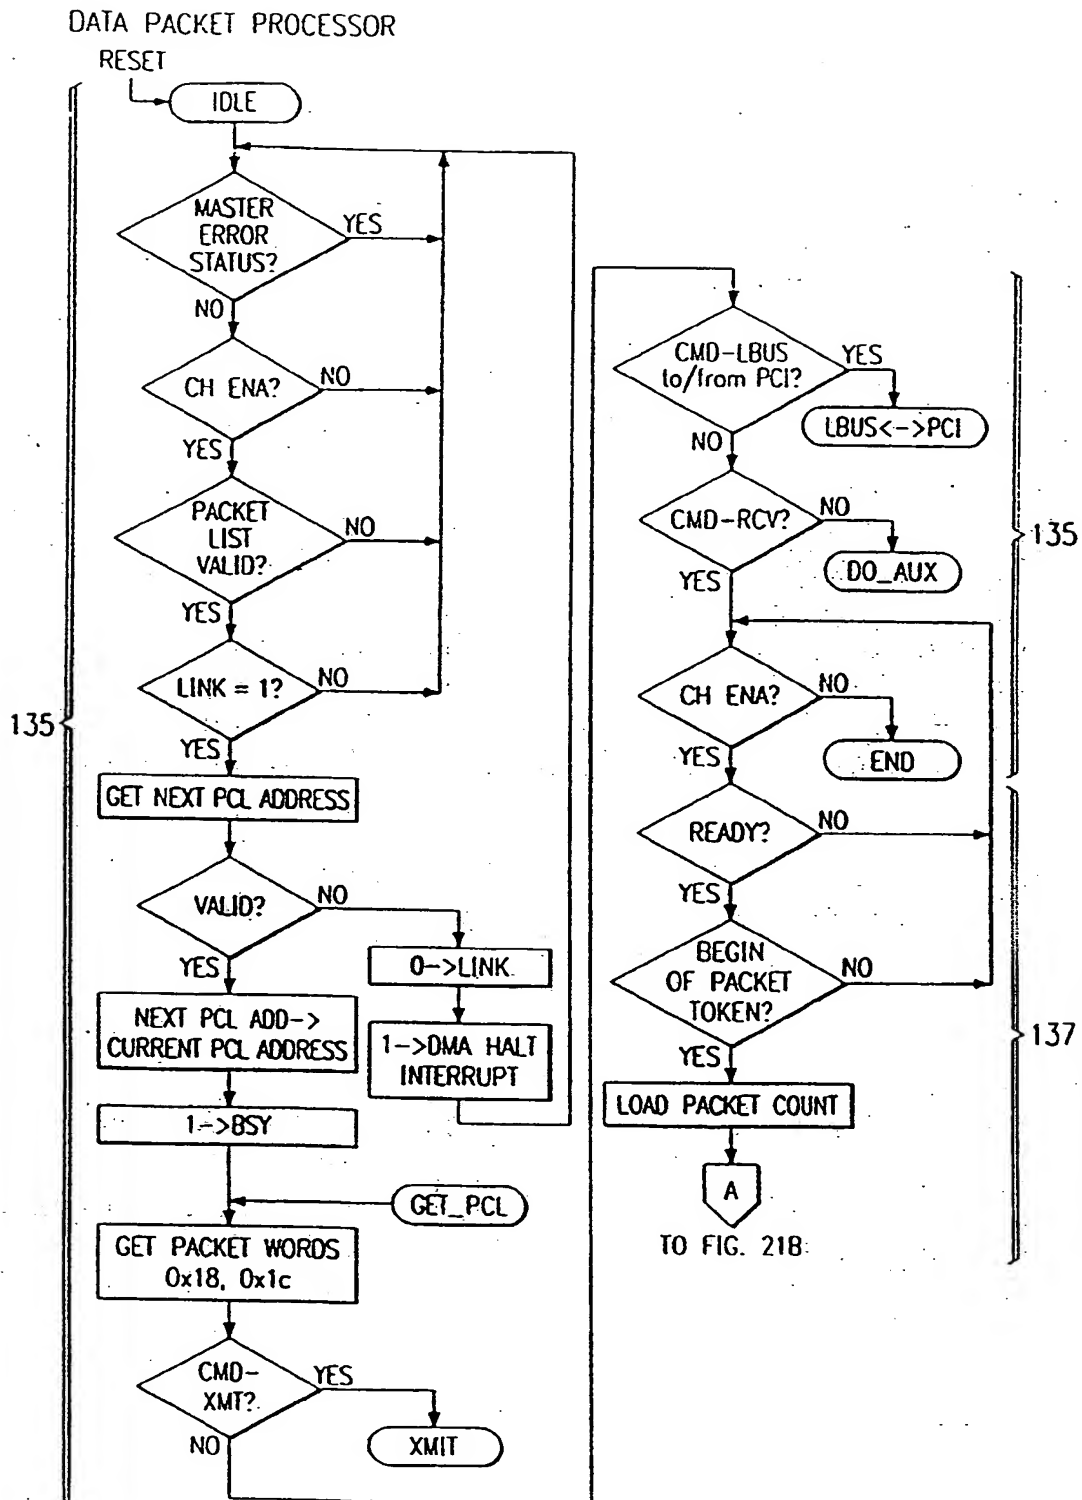 DATA PACKET PROCESSOR
RESET
IDLE
MASTER
ERROR
STATUS?
YES
NO
CH ENA?
NO
YES
PACKET
LIST
VALID?
NO
YES
LINK = 1?
NO
YES
135
GET NEXT PCL ADDRESS
VALID?
NO
YES
0->LINK
NEXT PCL ADD->
CURRENT PCL ADDRESS
1->DMA HALT
INTERRUPT
1->BSY
GET_PCL
GET PACKET WORDS
0x18, 0x1c
CMD-
XMT?
YES
NO
XMIT
CMD-LBUS
to/from PCI?
YES
LBUS<->PCI
NO
CMD-RCV?
NO
135
DO_AUX
YES
CH ENA?
NO
YES
END
READY?
NO
YES
BEGIN
OF PACKET
TOKEN?
NO
137
YES
LOAD PACKET COUNT
A
TO FIG. 21B